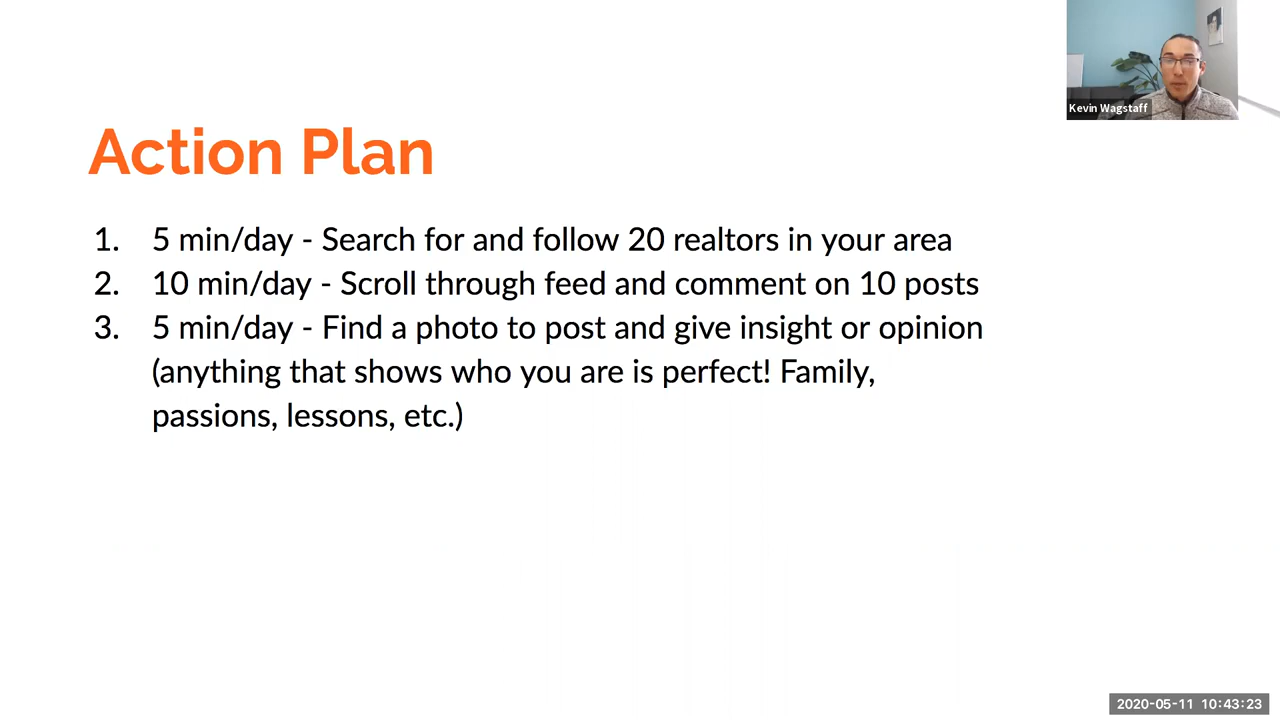 Kevin Wagstaff
Action Plan
1. 5 min/day - Search for and follow 20 realtors in your area
2. 10 min/day - Scroll through feed and comment on 10 posts
3. 5 min/day - Find a photo to post and give insight or opinion
(anything that shows who you are is perfect! Family,
passions, lessons, etc.)
2020-05-11 10:43:23